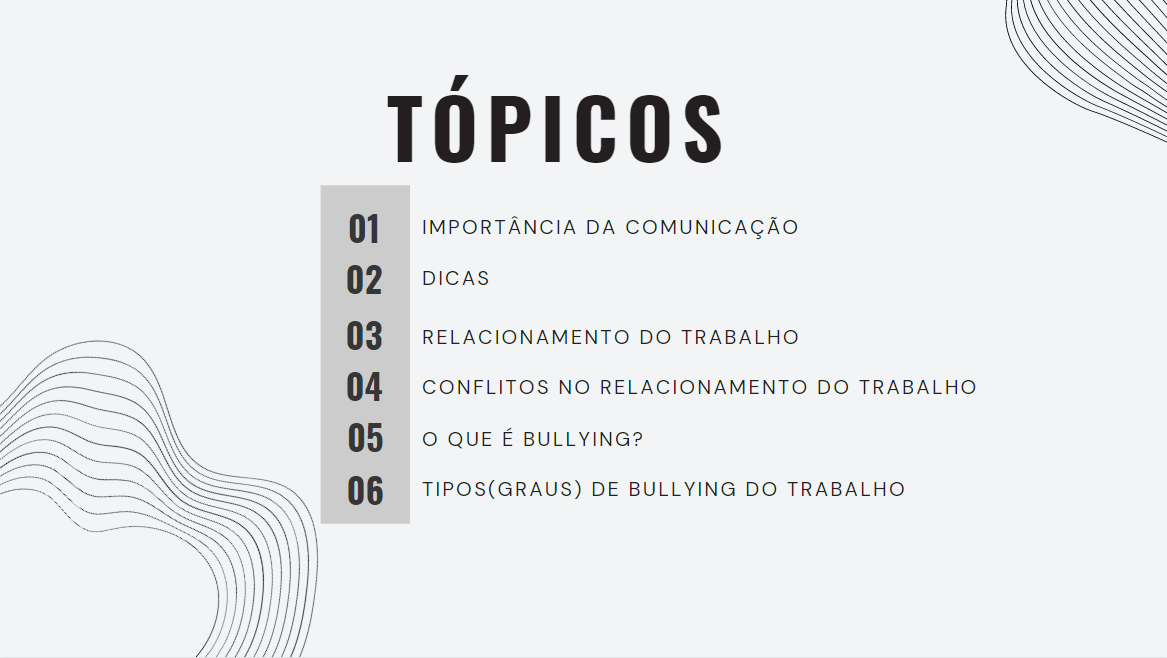 TÓPICOS
01 IMPORTÂNCIA DA COMUNICAÇÃO
02 DICAS
03 RELACIONAMENTO DO TRABALHO
04 CONFLITOS NO RELACIONAMENTO DO TRABALHO
05 O QUE É BULLYING?
06 TIPOS(GRAUS) DE BULLYING DO TRABALHO